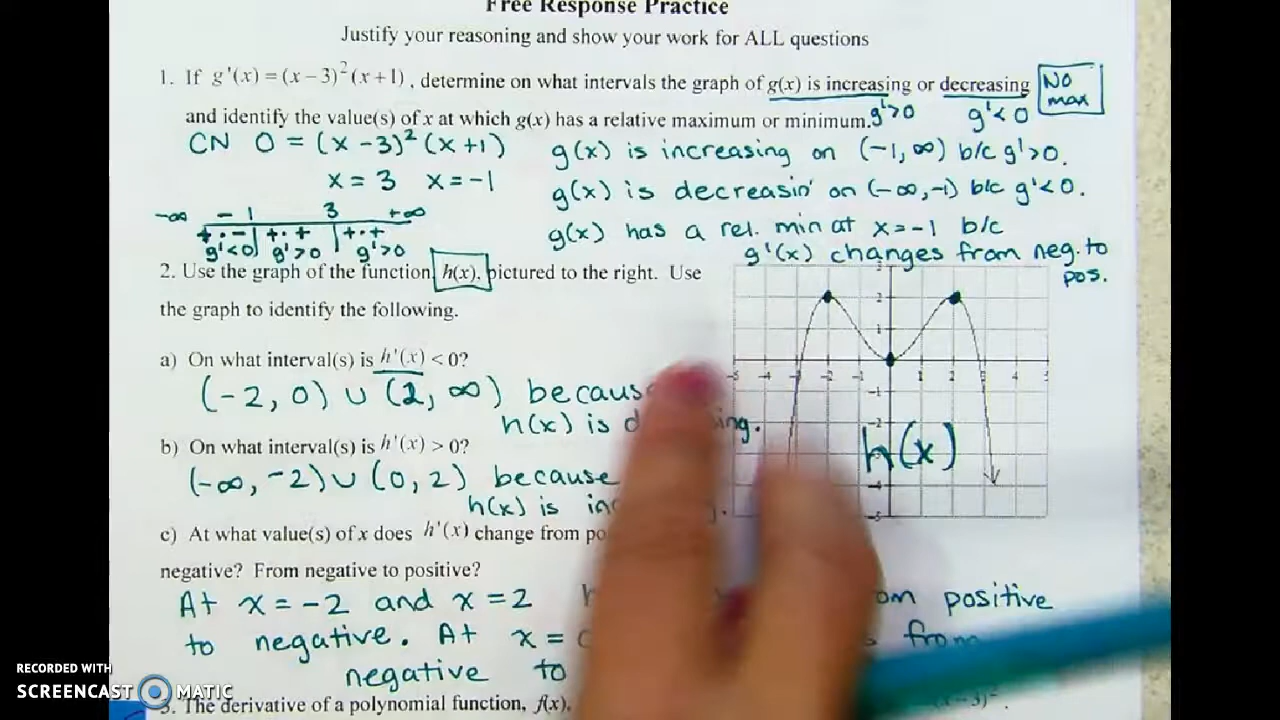 Free Response Practice
Justify your reasoning and show your work for ALL questions
1. If g'(x) = (x − 3)²(x + 1), determine on what intervals the graph of g(x) is increasing or decreasing
No max
and identify the value(s) of x at which g(x) has a relative maximum or minimum.
g'>0 g'<0
CN 0 = (x - 3)² (x + 1)
x = 3 x = -1
g(x) is increasing on (-1, ∞) b/c g'>0.
g(x) is decreasin' on (-∞, -1) b/c g'<0.
g(x) has a rel. min at x = -1 b/c
g'(x) changes from neg. to
pos.
-∞ -1 3 +∞
+ · - + · + + · +
g'<0 g'>0 g'>0
2. Use the graph of the function h(x), pictured to the right. Use
the graph to identify the following.
a) On what interval(s) is h'(x) < 0?
(-2, 0) ∪ (2, ∞) becaus
h(x) is d ing.
b) On what interval(s) is h'(x) > 0?
(-∞, -2) ∪ (0, 2) because
h(x) is in
c) At what value(s) of x does h'(x) change from po
negative? From negative to positive?
At x = -2 and x = 2 om positive
to negative. At x = from
negative to
h(x)
3. The derivative of a polynomial function, f(x), (x − 3)².
RECORDED WITH
SCREENCAST MATIC